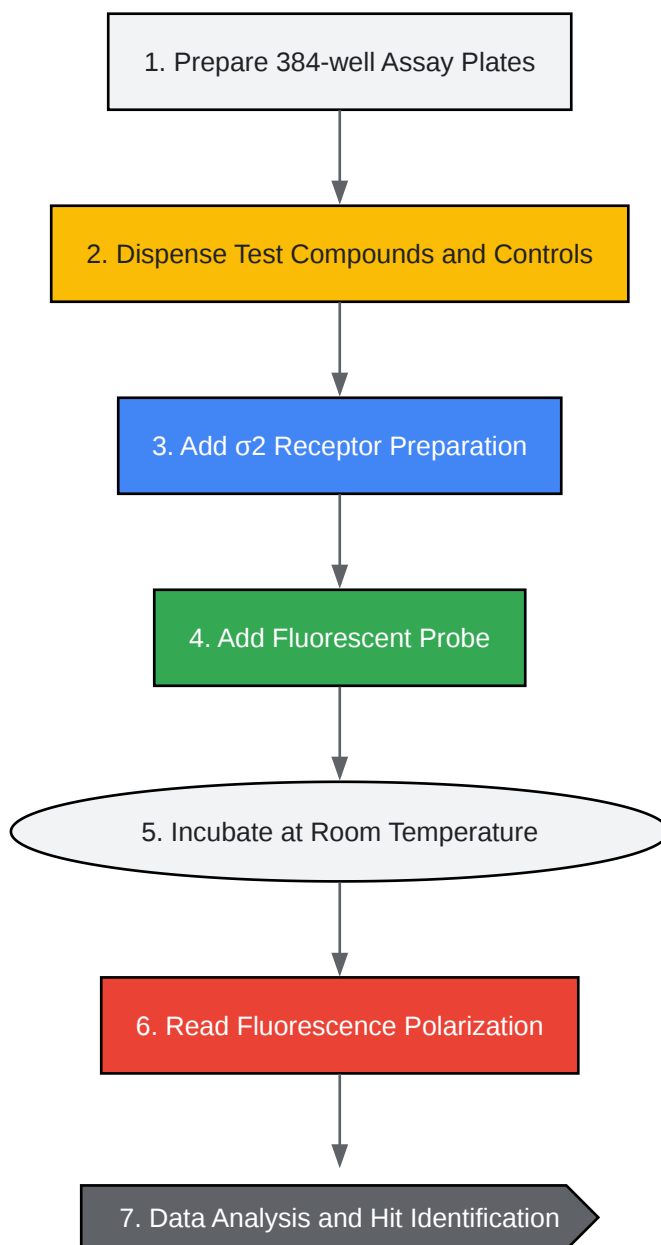 1. Prepare 384-well Assay Plates
2. Dispense Test Compounds and Controls
3. Add σ2 Receptor Preparation
4. Add Fluorescent Probe
5. Incubate at Room Temperature
6. Read Fluorescence Polarization
7. Data Analysis and Hit Identification